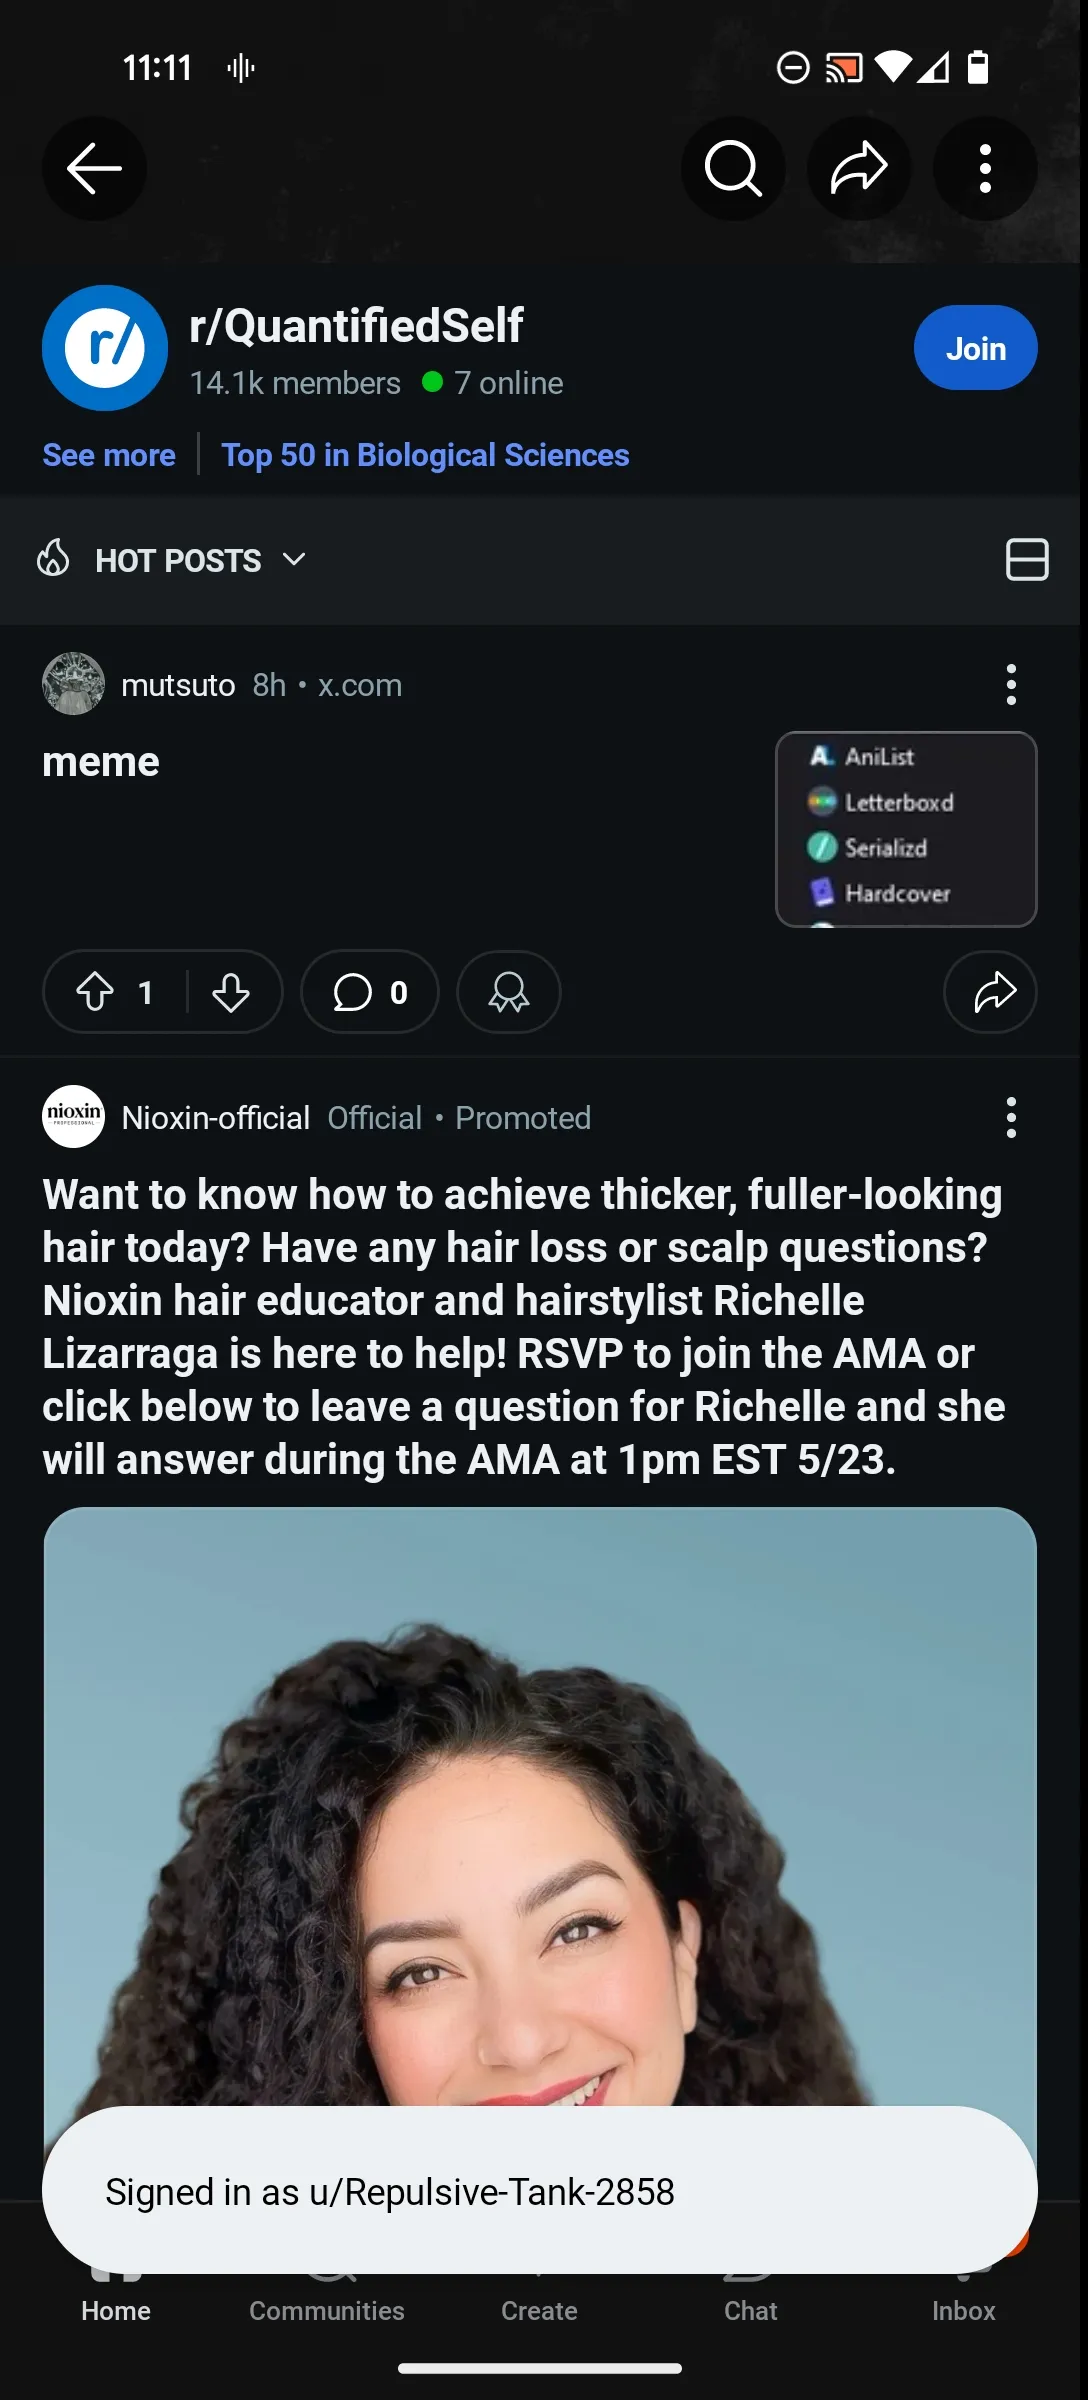 11:11
r/
r/QuantifiedSelf
14.1k members 7 online
Join
See more Top 50 in Biological Sciences
HOT POSTS
mutsuto 8h • x.com
meme
AniList
Letterboxd
Serializd
Hardcover
1 0
nioxin
PROFESSIONAL
Nioxin-official Official • Promoted
Want to know how to achieve thicker, fuller-looking
hair today? Have any hair loss or scalp questions?
Nioxin hair educator and hairstylist Richelle
Lizarraga is here to help! RSVP to join the AMA or
click below to leave a question for Richelle and she
will answer during the AMA at 1pm EST 5/23.
Signed in as u/Repulsive-Tank-2858
Home Communities Create Chat Inbox